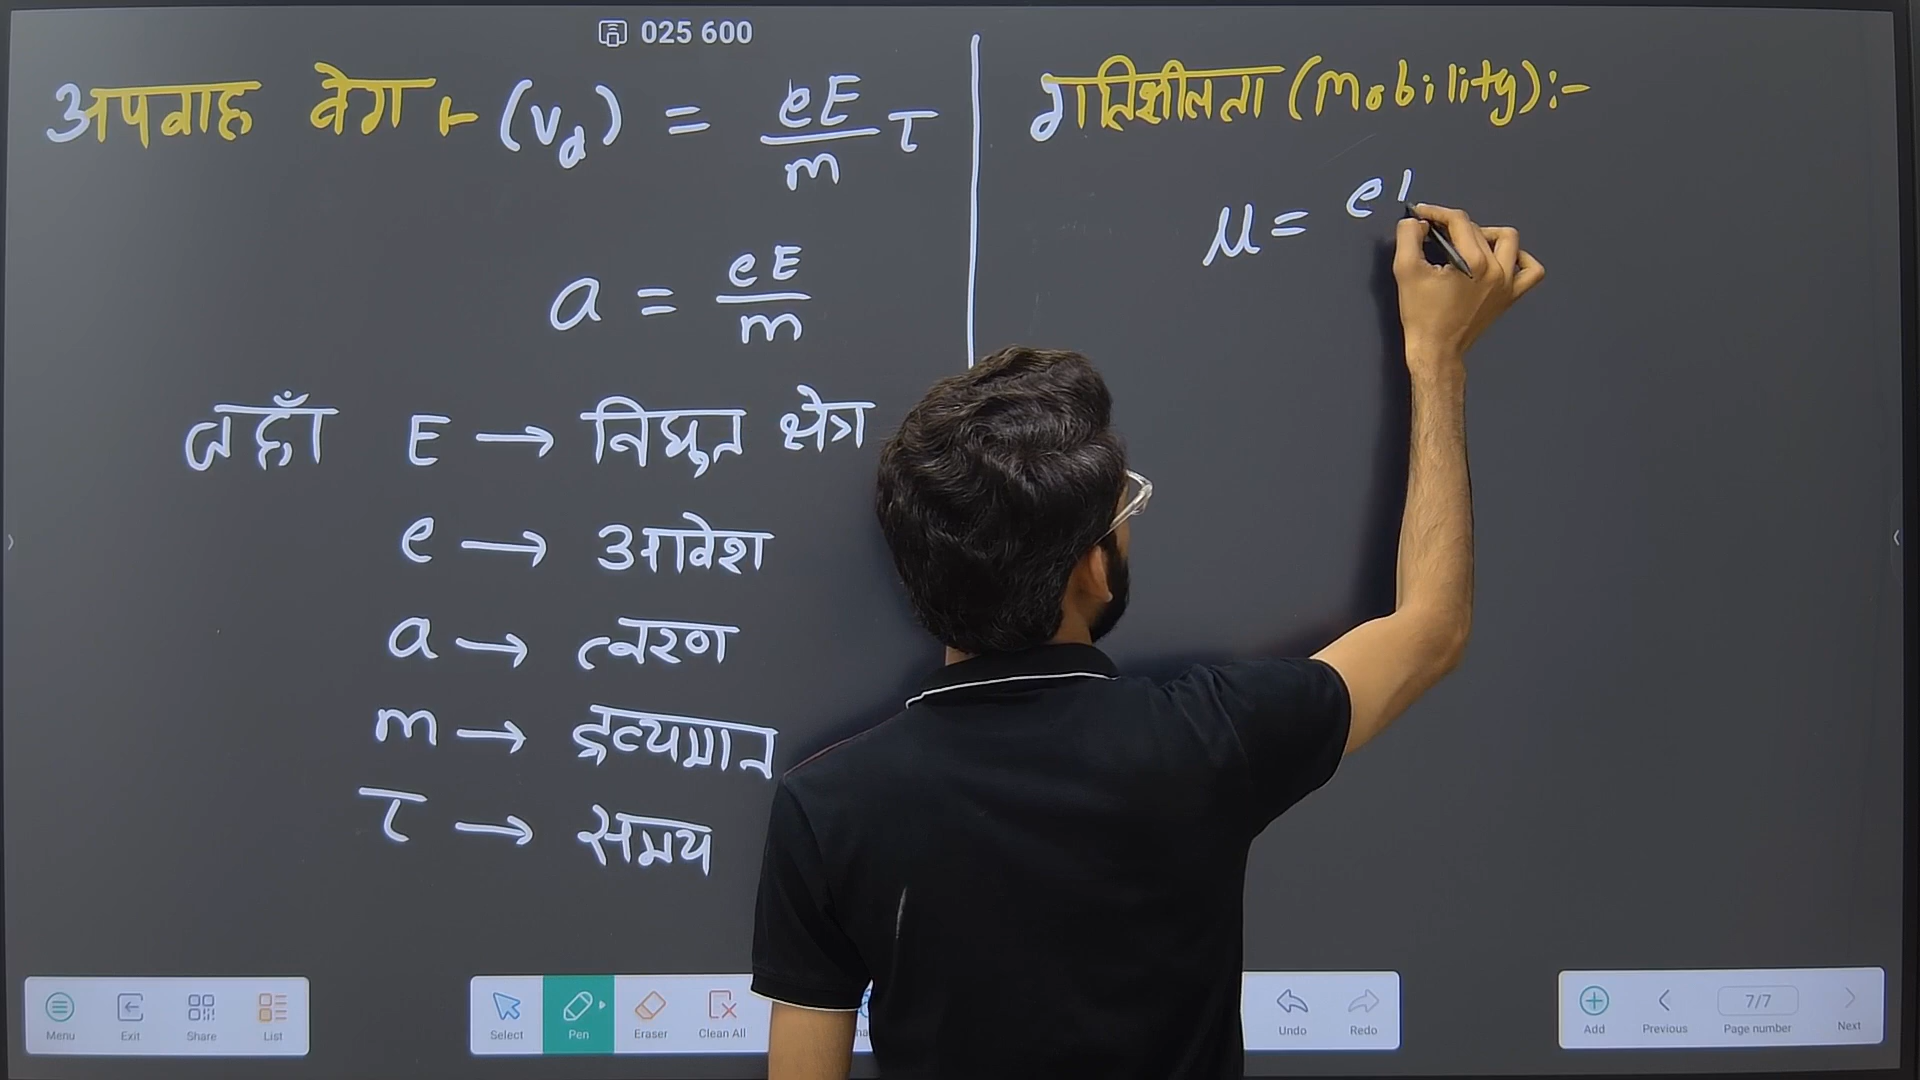 025 600
अपवाह वेग :- (vd) = eE/m τ
a = eE/m
जहाँ E → विधुत क्षेत्र
e → आवेश
a → त्वरण
m → द्रव्यमान
τ → समय
गतिशीलता (Mobility):-
μ = e
Menu Exit Share List
Select Pen Eraser Clean All
Undo Redo
Add Previous 7/7 Page number Next